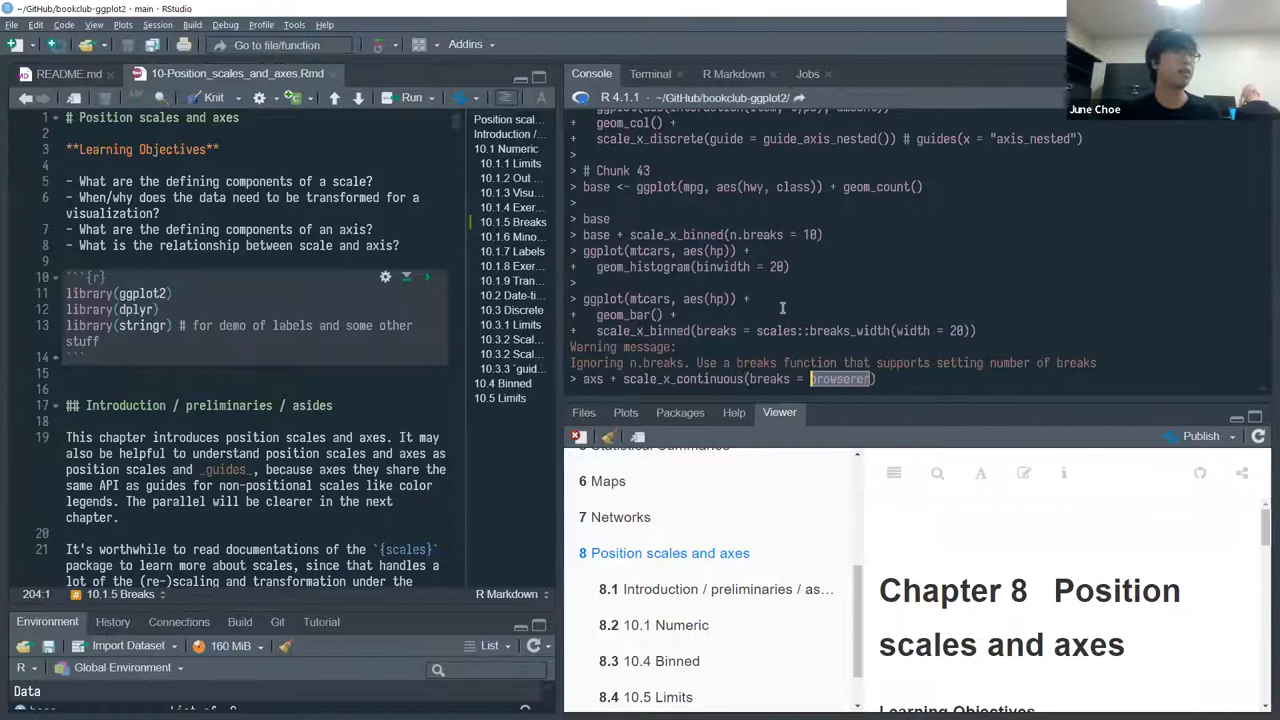 ~/GitHub/bookclub-ggplot2 - main - RStudio
File Edit Code View Plots Session Build Debug Profile Tools Help
Go to file/function
Addins
README.md
10-Position_scales_and_axes.Rmd
Knit
Run
1 # Position scales and axes
2
3 **Learning Objectives**
4
5 - What are the defining components of a scale?
6 - When/why does the data need to be transformed for a
visualization?
7 - What are the defining components of an axis?
8 - What is the relationship between scale and axis?
9
10 ```{r}
11 library(ggplot2)
12 library(dplyr)
13 library(stringr) # for demo of labels and some other
stuff
14 ```
15
16
17 ## Introduction / preliminaries / asides
18
19 This chapter introduces position scales and axes. It may
also be helpful to understand position scales and axes as
position scales and _guides_, because axes they share the
same API as guides for non-positional scales like color
legends. The parallel will be clearer in the next
chapter.
20
21 It's worthwhile to read documentations of the `{scales}`
package to learn more about scales, since that handles a
lot of the (re-)scaling and transformation under the
204:1
10.1.5 Breaks
R Markdown
Position scal...
Introduction /...
10.1 Numeric
10.1.1 Limits
10.1.2 Out ...
10.1.3 Visu...
10.1.4 Exer...
10.1.5 Breaks
10.1.6 Mino...
10.1.7 Labels
10.1.8 Exer...
10.1.9 Tran...
10.2 Date-ti...
10.3 Discrete
10.3.1 Limits
10.3.2 Scal...
10.3.2 Scal...
10.3.3 `guid...
10.4 Binned
10.5 Limits
Environment History Connections Build Git Tutorial
Import Dataset
160 MiB
List
R
Global Environment
Data
Console Terminal R Markdown Jobs
R 4.1.1 · ~/GitHub/bookclub-ggplot2/
+ geom_col() +
+ scale_x_discrete(guide = guide_axis_nested()) # guides(x = "axis_nested")
>
> # Chunk 43
> base <- ggplot(mpg, aes(hwy, class)) + geom_count()
>
> base
> base + scale_x_binned(n.breaks = 10)
> ggplot(mtcars, aes(hp)) +
+ geom_histogram(binwidth = 20)
>
> ggplot(mtcars, aes(hp)) +
+ geom_bar() +
+ scale_x_binned(breaks = scales::breaks_width(width = 20))
Warning message:
Ignoring n.breaks. Use a breaks function that supports setting number of breaks
> axs + scale_x_continuous(breaks = browserer)
Files Plots Packages Help Viewer
Publish
6 Maps
7 Networks
8 Position scales and axes
8.1 Introduction / preliminaries / as...
8.2 10.1 Numeric
8.3 10.4 Binned
8.4 10.5 Limits
Chapter 8 Position
scales and axes
Learning Objectives
June Choe